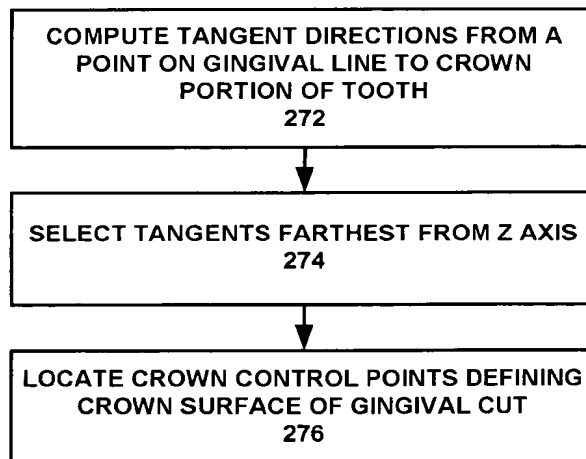 COMPUTE TANGENT DIRECTIONS FROM A
POINT ON GINGIVAL LINE TO CROWN
PORTION OF TOOTH
272
SELECT TANGENTS FARTHEST FROM Z AXIS
274
LOCATE CROWN CONTROL POINTS DEFINING
CROWN SURFACE OF GINGIVAL CUT
276